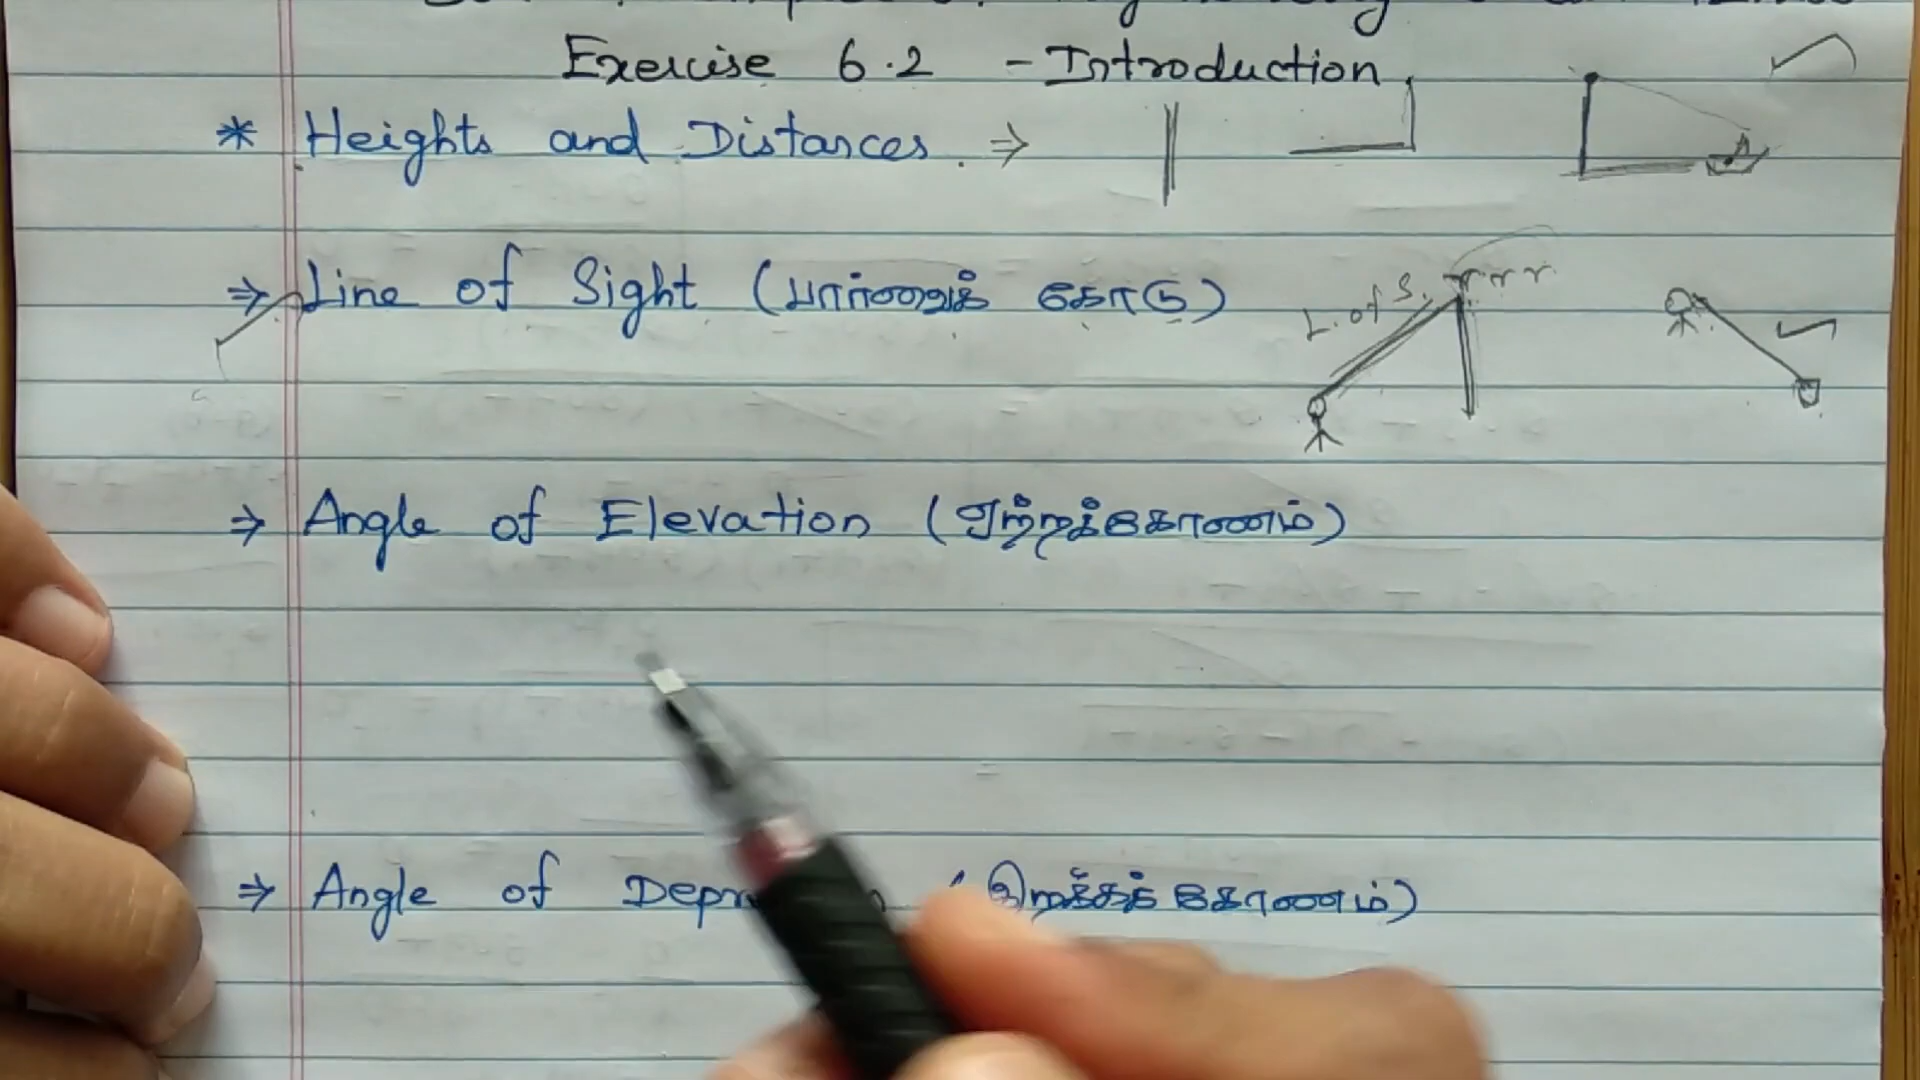 Exercise 6.2 - Introduction
* Heights and Distances. ⇒
⇒ Line of Sight (பார்வைக் கோடு)
L. of S.
⇒ Angle of Elevation (ஏற்றக்கோணம்)
⇒ Angle of (இறக்கக் கோணம்)